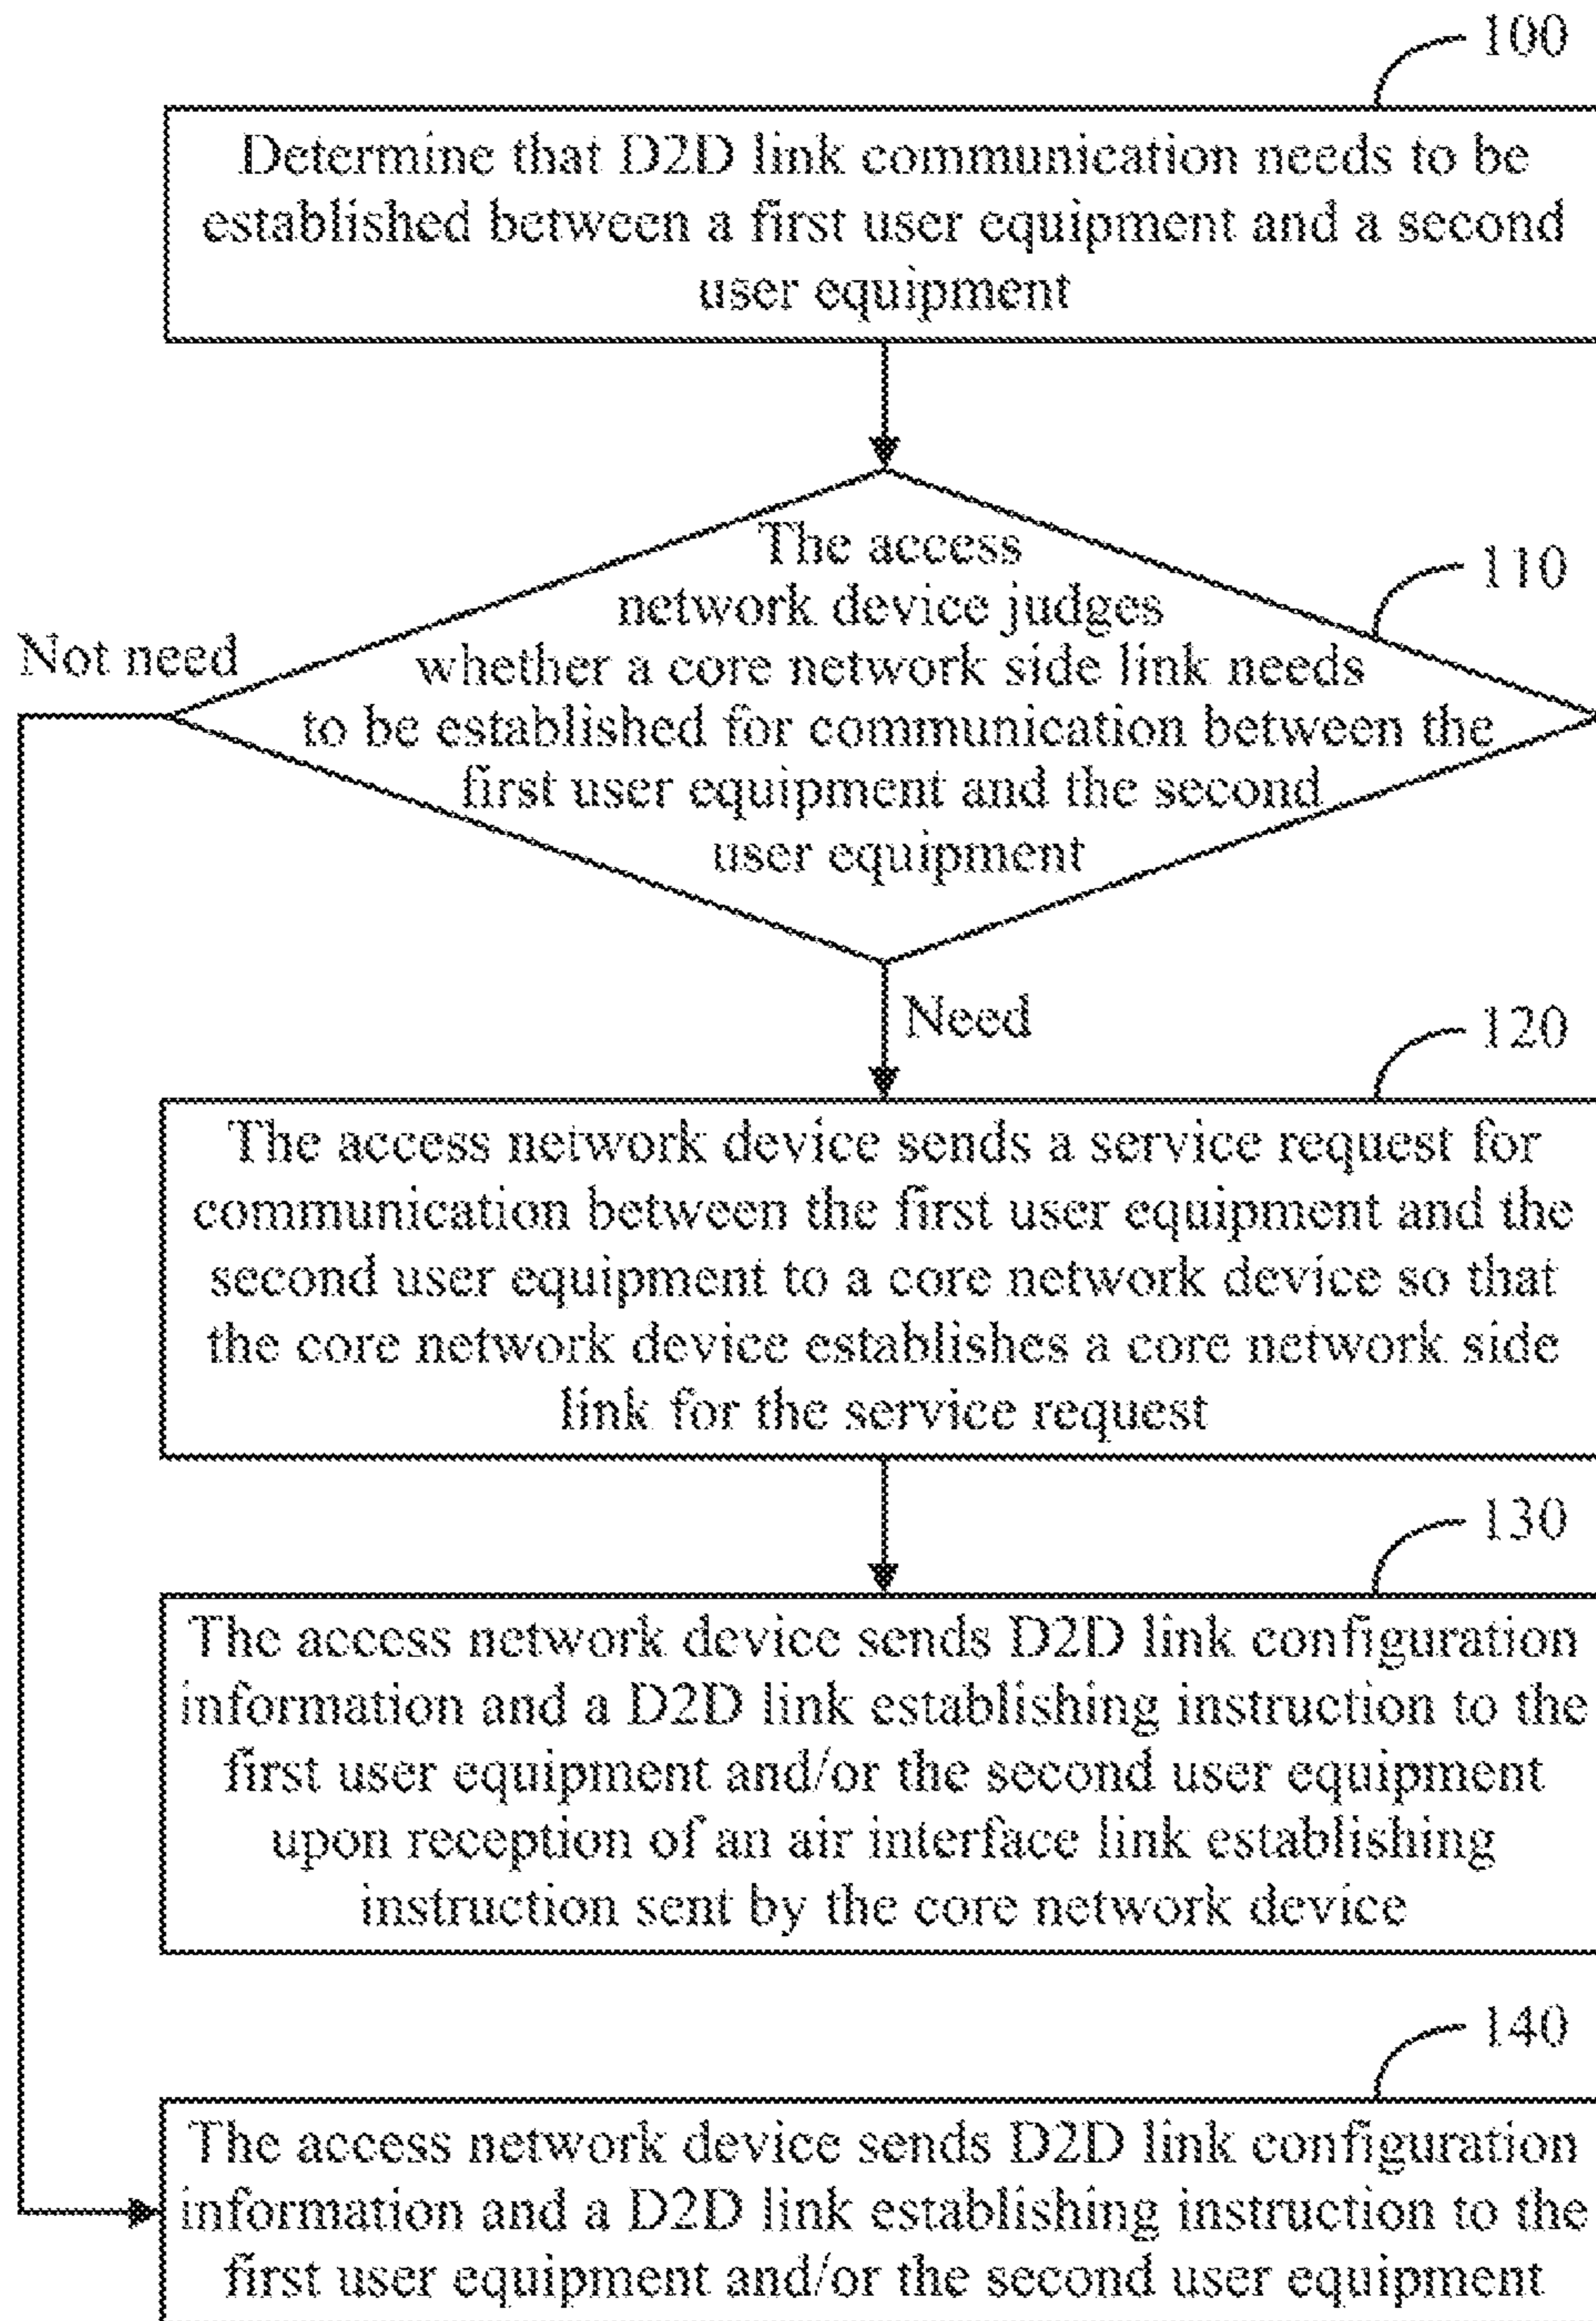 100
Determine that D2D link communication needs to be
established between a first user equipment and a second
user equipment
The access
110
network device judges
Not need
whether a core network side link needs
to be established for communication between the
first user equipment and the second
user equipment
Need
120
The access network device sends a service request for
communication between the first user equipment and the
second user equipment to a core network device so that
the core network device establishes a core network side
link for the service request
130
The access network device sends D2D link configuration
information and a D2D link establishing instruction to the
first user equipment and/or the second user equipment
upon reception of an air interface link establishing
instruction sent by the core network device
140
The access network device sends D2D link configuration
information and a D2D link establishing instruction to the
first user equipment and/or the second user equipment